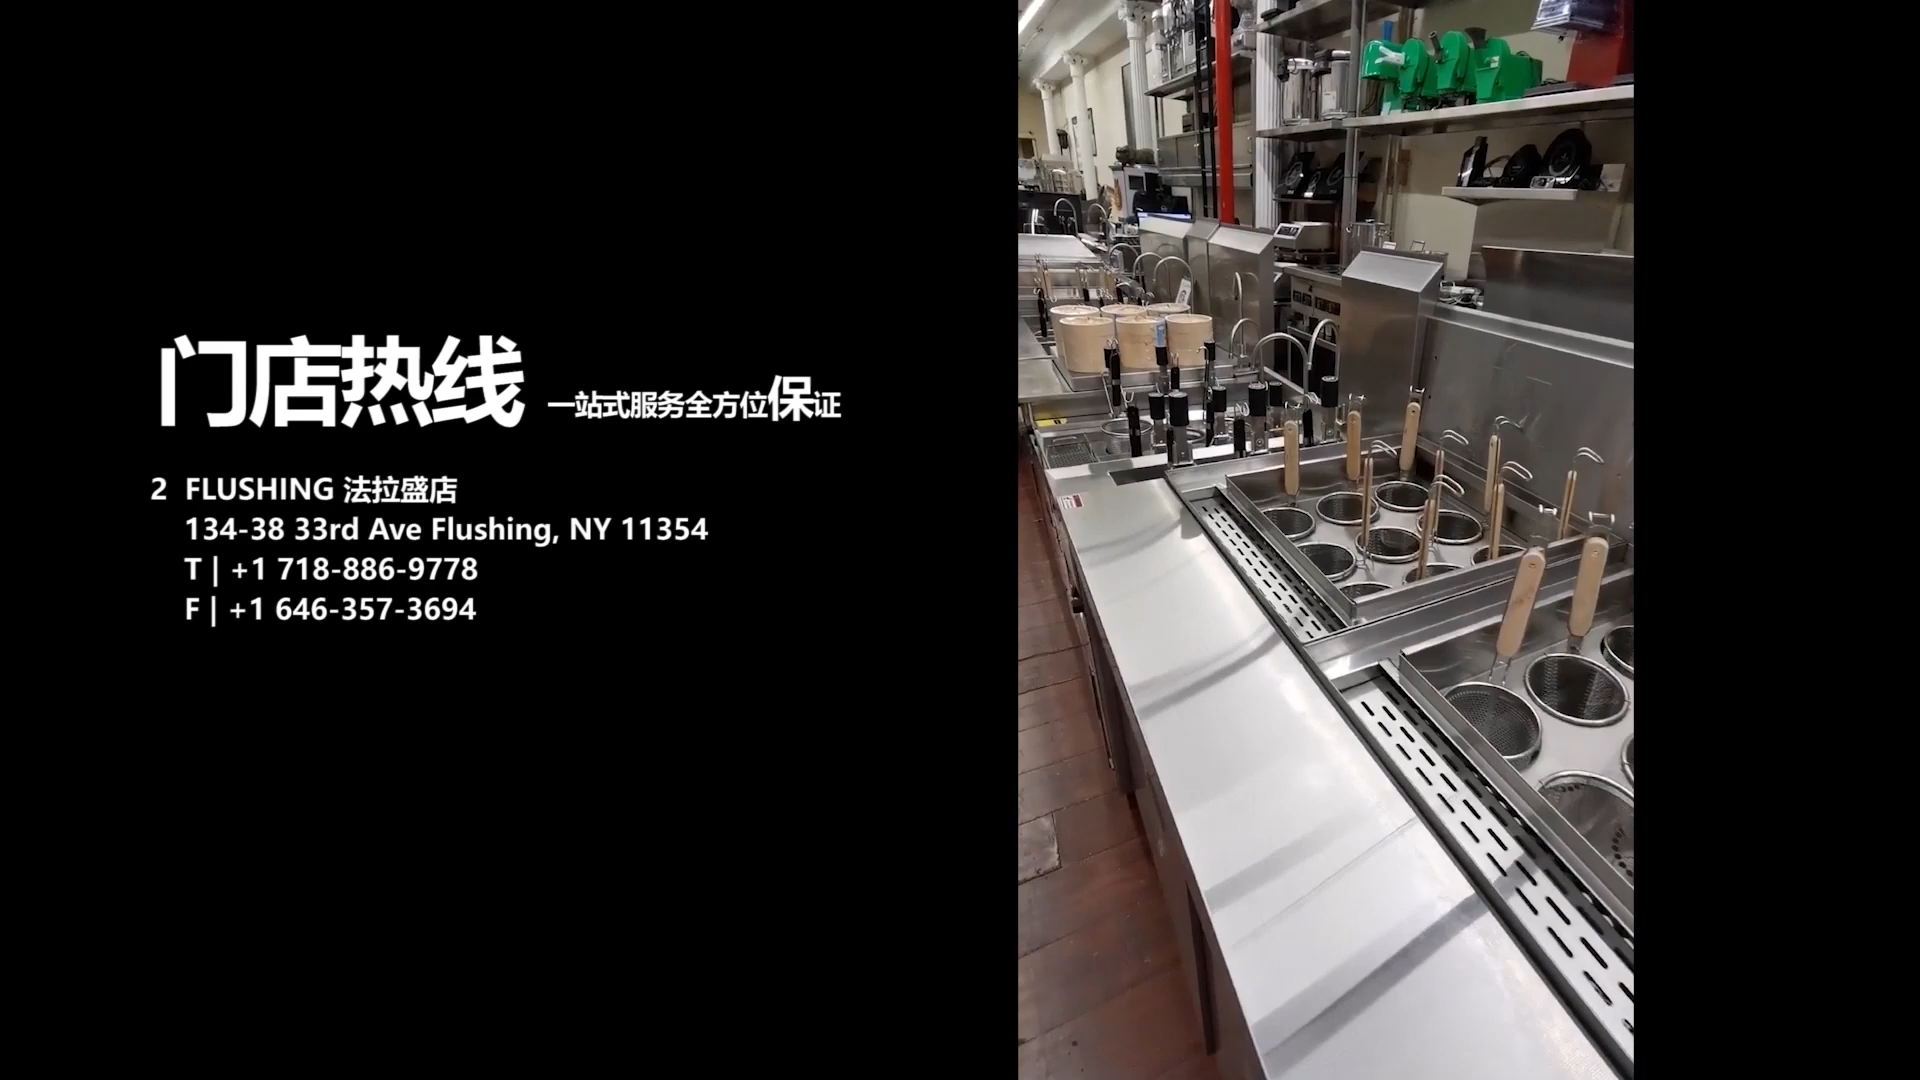 门店热线 一站式服务全方位保证
2 FLUSHING 法拉盛店
134-38 33rd Ave Flushing, NY 11354
T | +1 718-886-9778
F | +1 646-357-3694